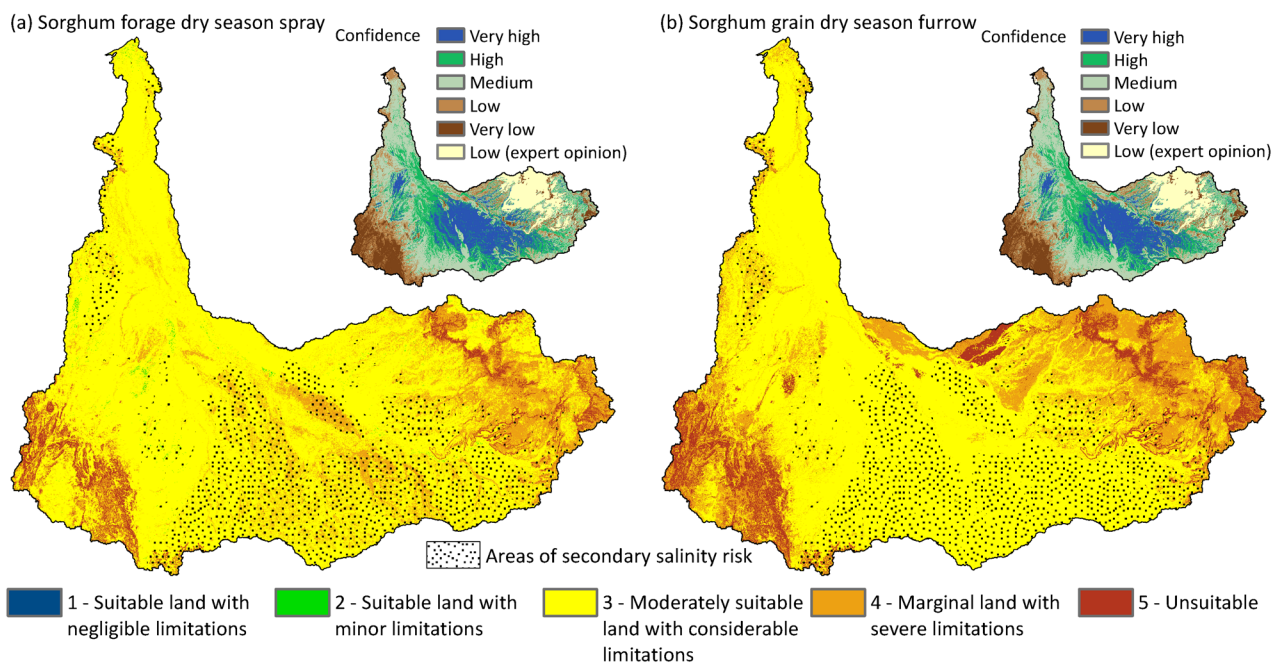 (a) Sorghum forage dry season spray
Confidence
Very high
High
Medium
Low
Very low
Low (expert opinion)
(b) Sorghum grain dry season furrow
Confidence
Very high
High
Medium
Low
Very low
Low (expert opinion)
Areas of secondary salinity risk
1 - Suitable land with
negligible limitations
2 - Suitable land with
minor limitations
3 - Moderately suitable
land with considerable
limitations
4 - Marginal land with
severe limitations
5 - Unsuitable